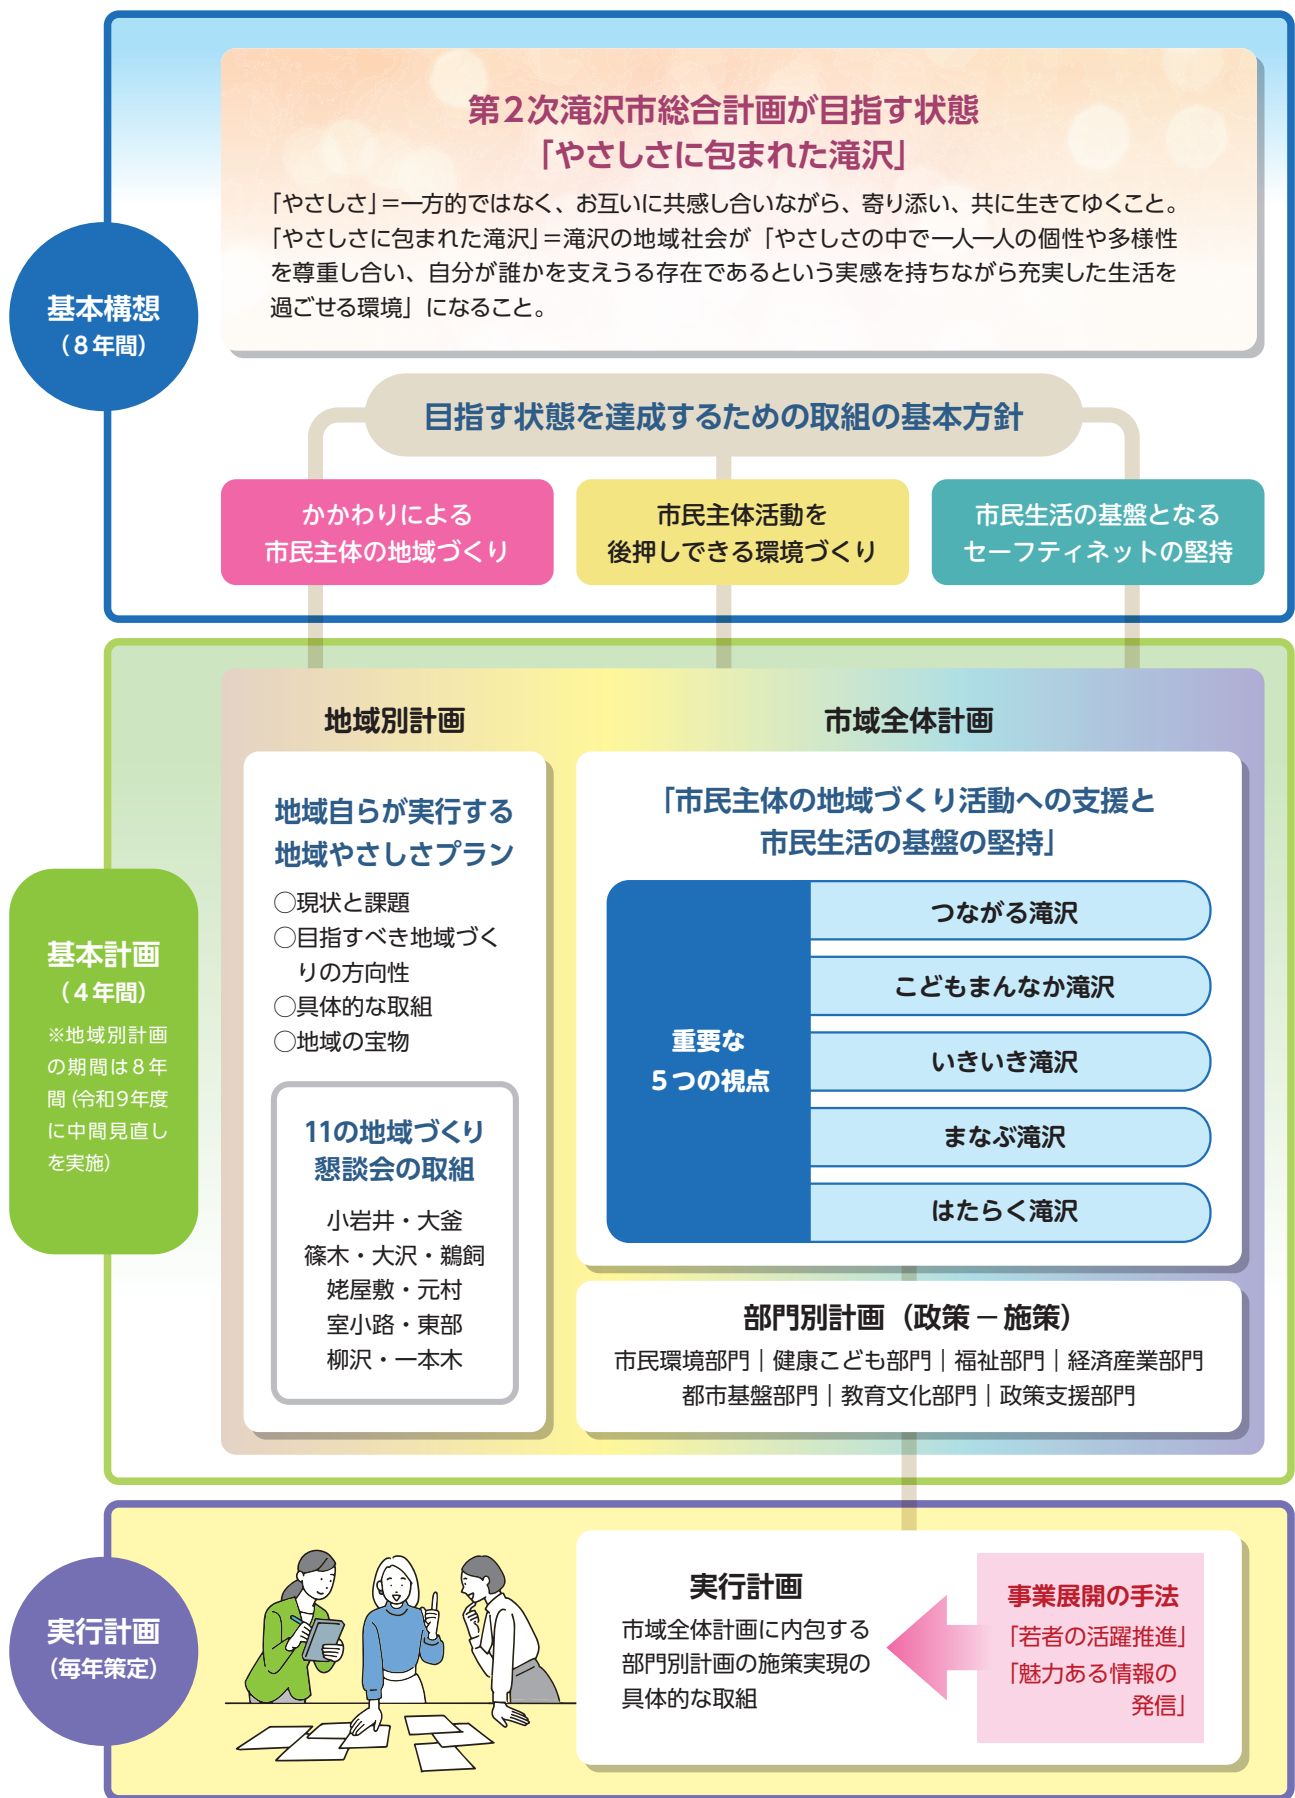 第２次滝沢市総合計画が目指す状態
「やさしさに包まれた滝沢」
「やさしさ」＝一方的ではなく、お互いに共感し合いながら、寄り添い、共に生きてゆくこと。
「やさしさに包まれた滝沢」＝滝沢の地域社会が「やさしさの中で一人一人の個性や多様性
を尊重し合い、自分が誰かを支えうる存在であるという実感を持ちながら充実した生活を
過ごせる環境」になること。
基本構想
（８年間）
目指す状態を達成するための取組の基本方針
かかわりによる
市民主体の地域づくり
市民主体活動を
後押しできる環境づくり
市民生活の基盤となる
セーフティネットの堅持
基本計画
（４年間）
※地域別計画
の期間は８年
間（令和９年度
に中間見直し
を実施）
地域別計画
地域自らが実行する
地域やさしさプラン
○現状と課題
○目指すべき地域づく
りの方向性
○具体的な取組
○地域の宝物
11の地域づくり
懇談会の取組
小岩井・大釜
篠木・大沢・鵜飼
姥屋敷・元村
室小路・東部
柳沢・一本木
市域全体計画
「市民主体の地域づくり活動への支援と
市民生活の基盤の堅持」
重要な
５つの視点
つながる滝沢
こどもまんなか滝沢
いきいき滝沢
まなぶ滝沢
はたらく滝沢
部門別計画（政策 － 施策）
市民環境部門｜健康こども部門｜福祉部門｜経済産業部門
都市基盤部門｜教育文化部門｜政策支援部門
実行計画
（毎年策定）
実行計画
市域全体計画に内包する
部門別計画の施策実現の
具体的な取組
事業展開の手法
「若者の活躍推進」
「魅力ある情報の
発信」